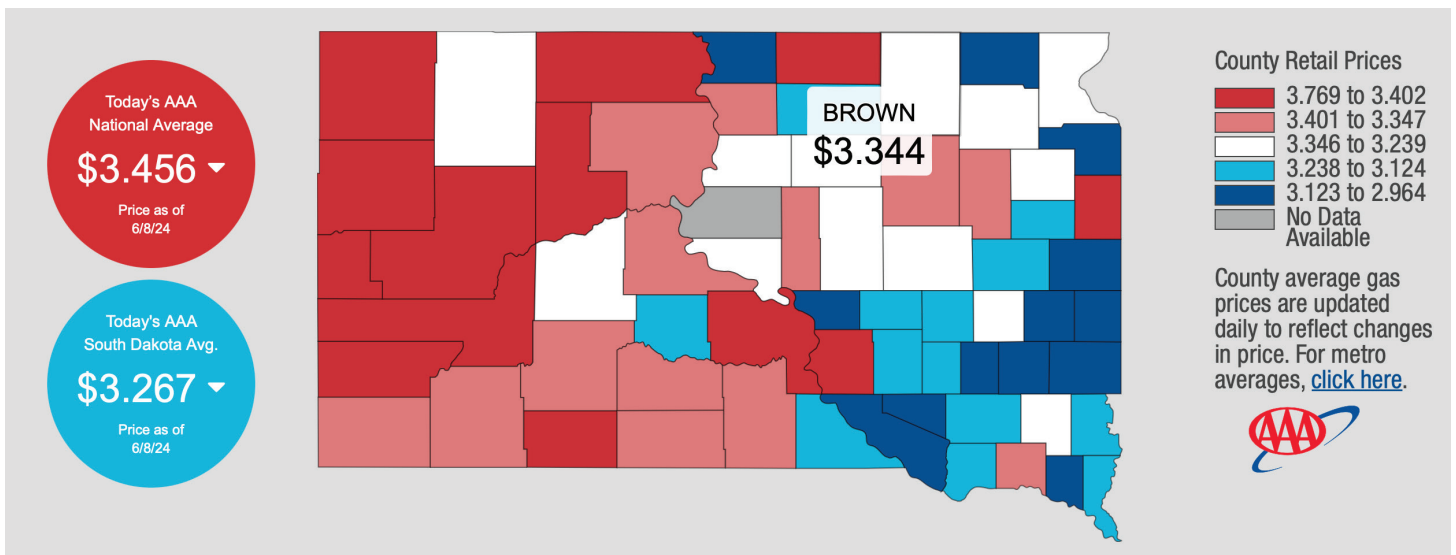 Today's AAA
National Average
$3.456
Price as of
6/8/24
Today's AAA
South Dakota Avg.
$3.267
Price as of
6/8/24
BROWN
$3.344
County Retail Prices
3.769 to 3.402
3.401 to 3.347
3.346 to 3.239
3.238 to 3.124
3.123 to 2.964
No Data
Available
County average gas
prices are updated
daily to reflect changes
in price. For metro
averages, click here.
AAA